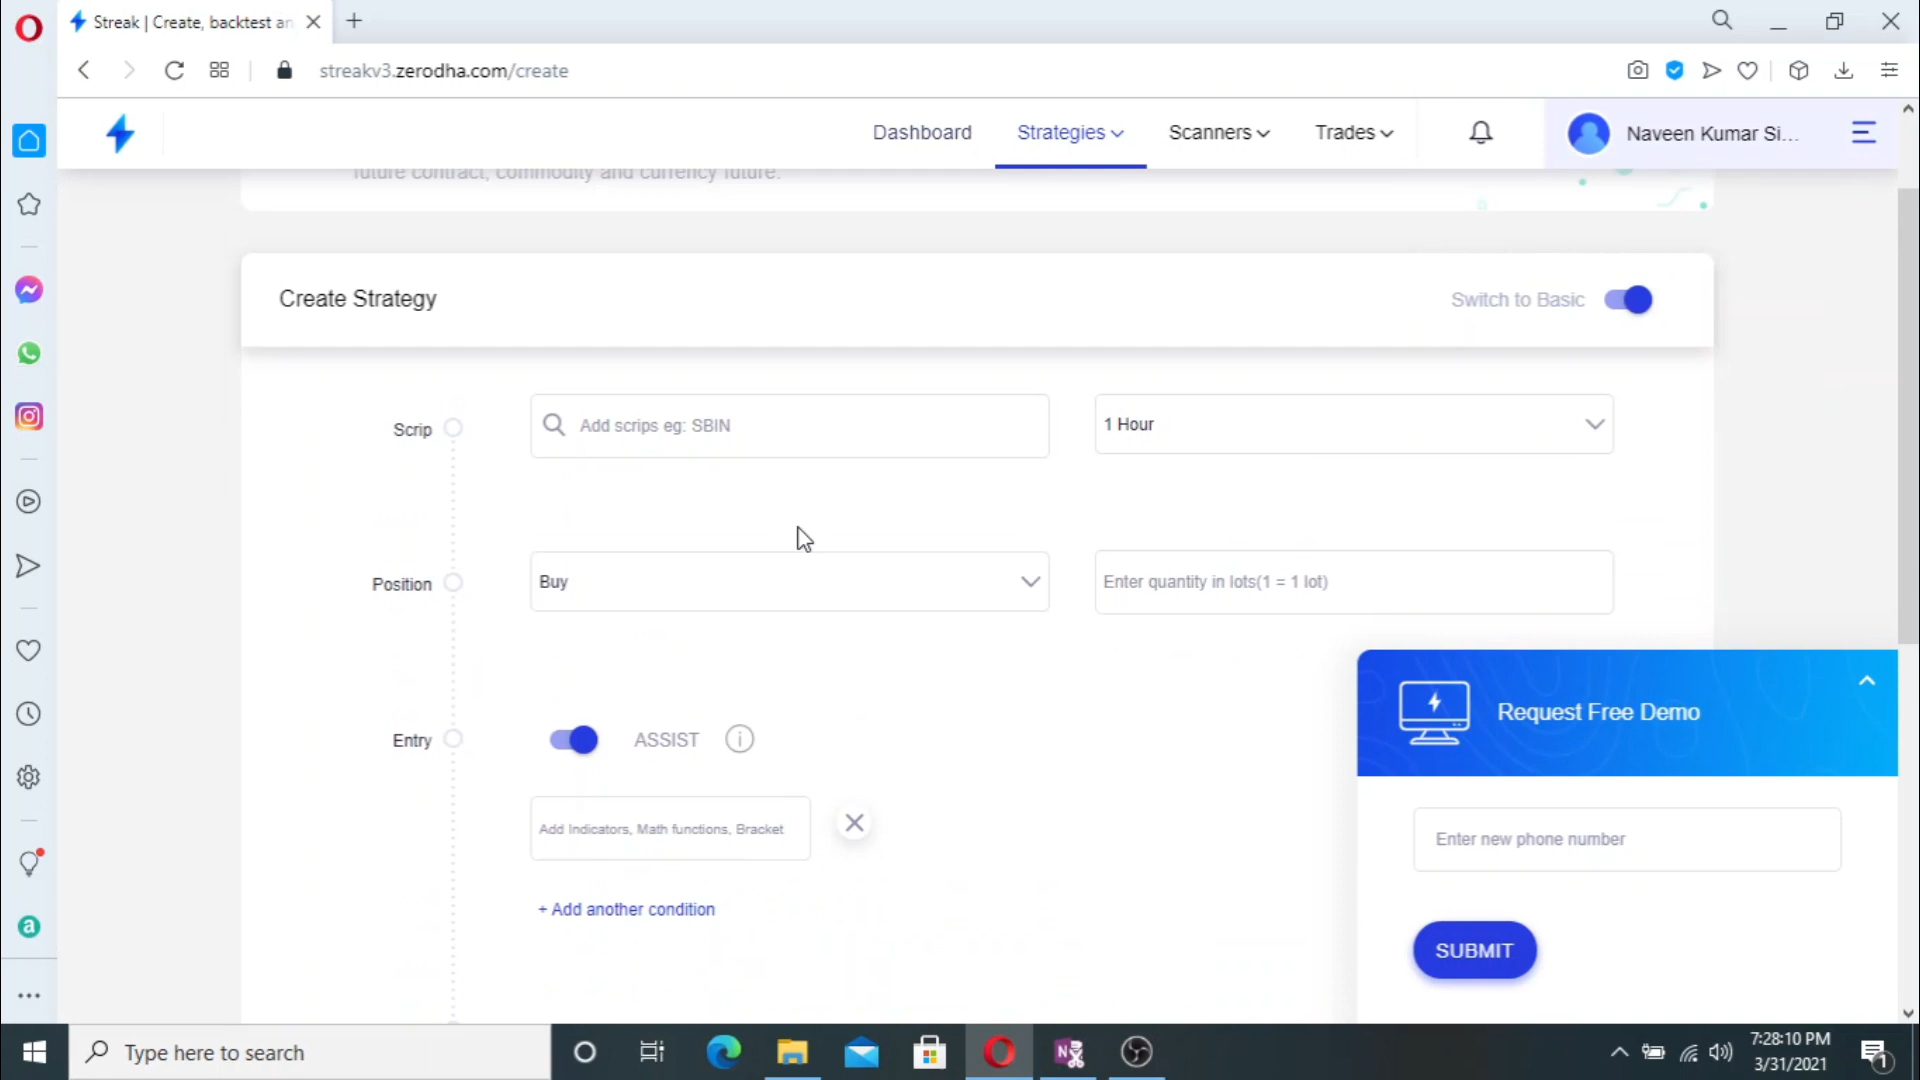 Streak | Create, backtest an
streakv3.zerodha.com/create
Dashboard
Strategies
Scanners
Trades
Naveen Kumar Si...
future contract, commodity and currency future.
Create Strategy
Switch to Basic
Scrip
Add scrips eg: SBIN
1 Hour
Position
Buy
Enter quantity in lots(1 = 1 lot)
Entry
ASSIST
Add Indicators, Math functions, Bracket
+ Add another condition
Request Free Demo
Enter new phone number
SUBMIT
Type here to search
7:28:10 PM
3/31/2021
1